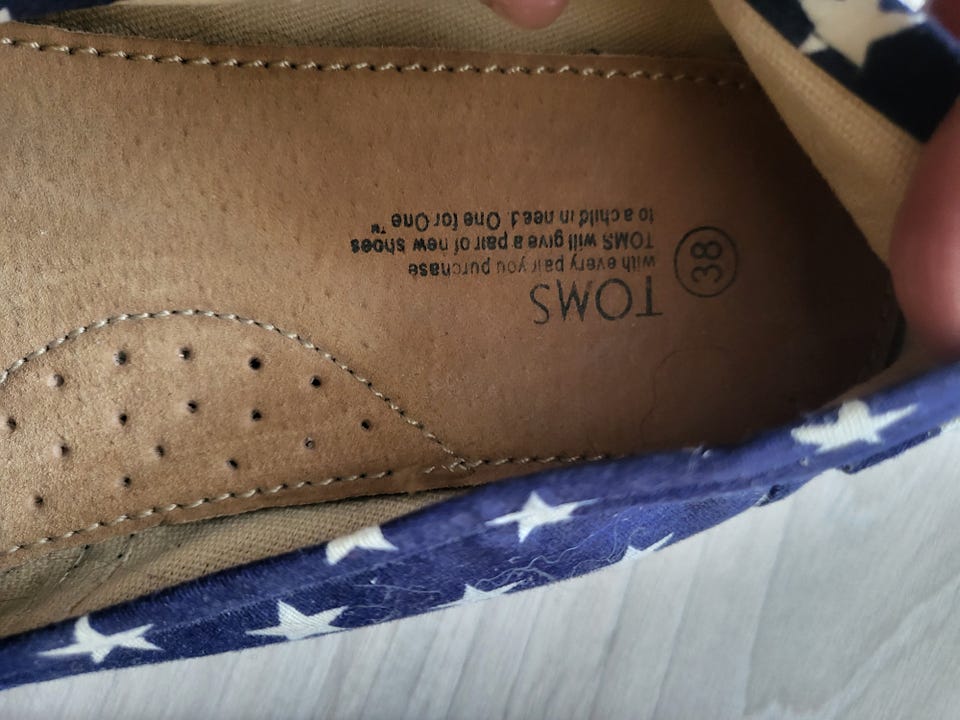 TOMS
with every pair you purchase
TOMS will give a pair of new shoes
to a child in need. One for One™
38